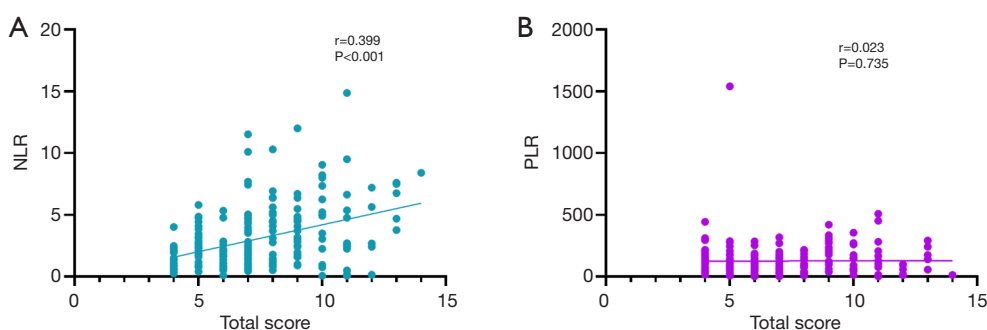 A
20
15
10
5
0
NLR
r=0.399
P<0.001
0 5 10 15
Total score
B
2000
1500
1000
500
0
PLR
r=0.023
P=0.735
0 5 10 15
Total score